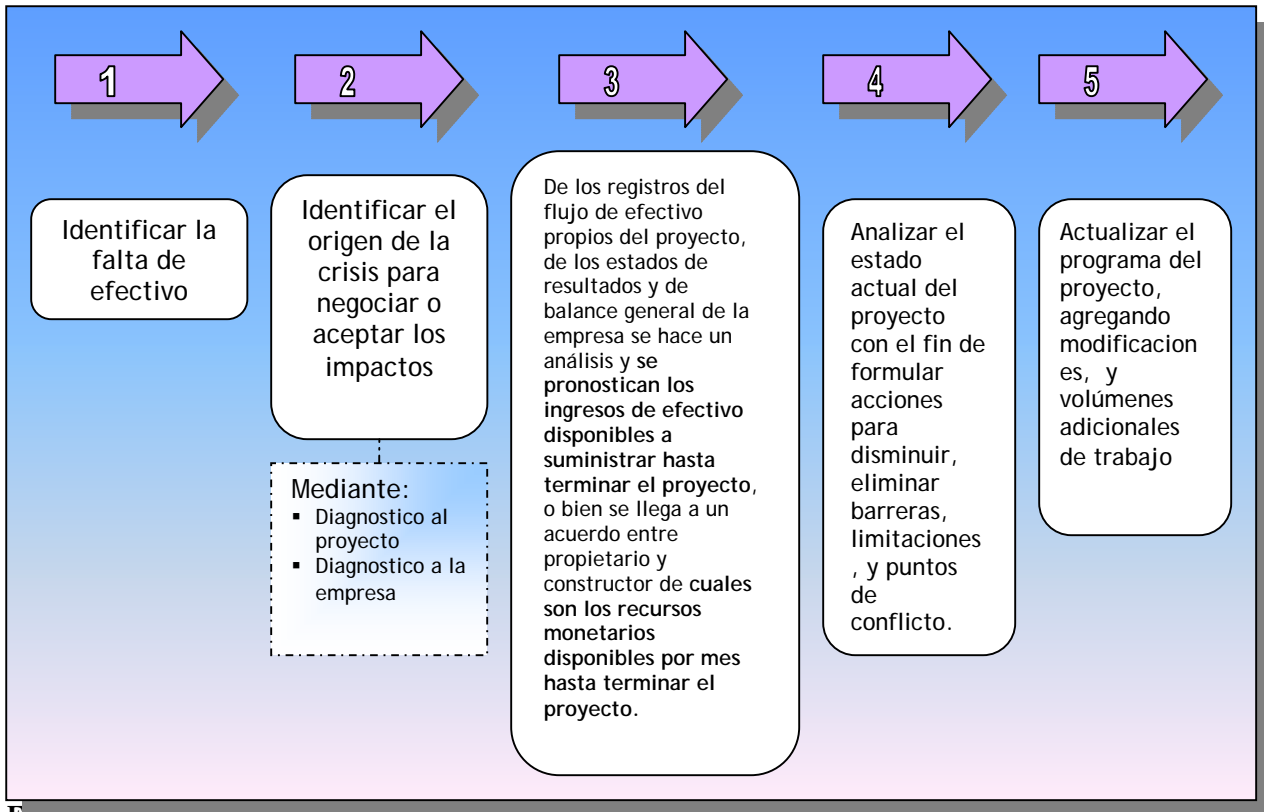 1
2
3
4
5
Identificar la
falta de
efectivo
Identificar el
origen de la
crisis para
negociar o
aceptar los
impactos
Mediante:
▪ Diagnostico al
proyecto
▪ Diagnostico a la
empresa
De los registros del
flujo de efectivo
propios del proyecto,
de los estados de
resultados y de
balance general de la
empresa se hace un
análisis y se
pronostican los
ingresos de efectivo
disponibles a
suministrar hasta
terminar el proyecto,
o bien se llega a un
acuerdo entre
propietario y
constructor de cuales
son los recursos
monetarios
disponibles por mes
hasta terminar el
proyecto.
Analizar el
estado
actual del
proyecto
con el fin de
formular
acciones
para
disminuir,
eliminar
barreras,
limitaciones
, y puntos
de
conflicto.
Actualizar el
programa del
proyecto,
agregando
modificacion
es, y
volúmenes
adicionales
de trabajo